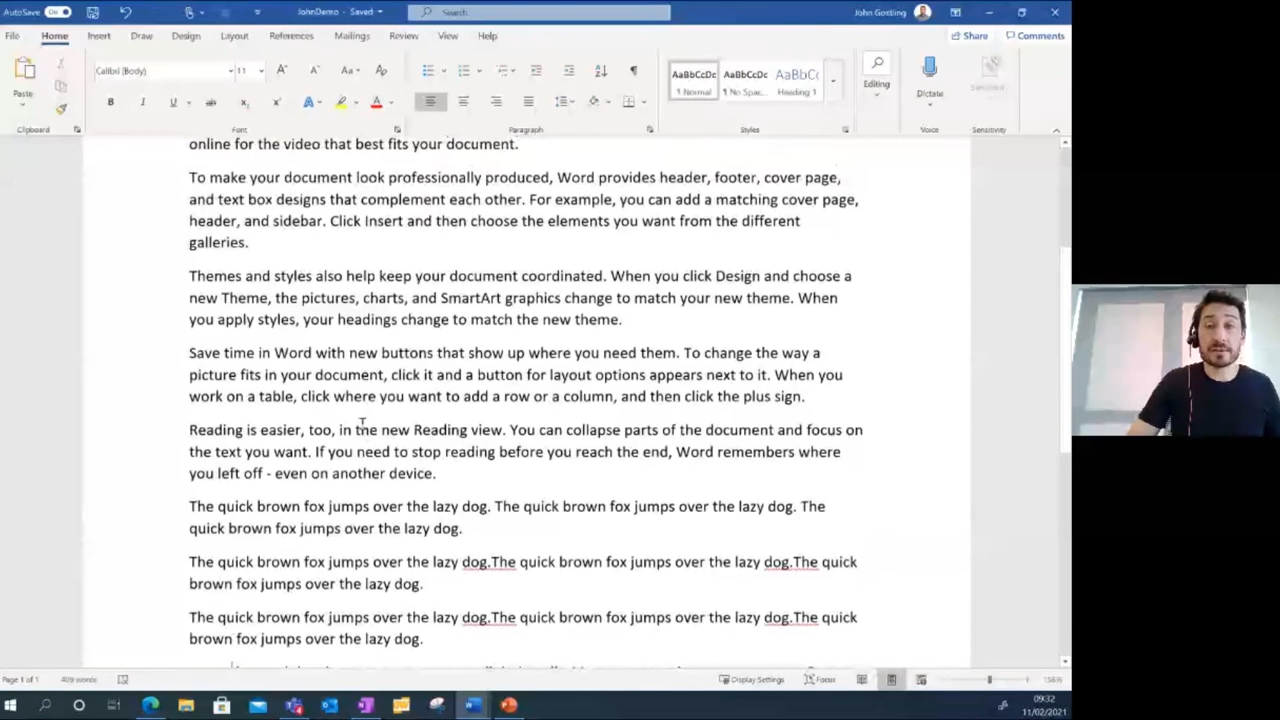 AutoSave On JohnDemo - Saved Search John Gostling
File Home Insert Draw Design Layout References Mailings Review View Help Share Comments
Paste Calibri (Body) 11 AaBbCcDc AaBbCcDc AaBbCc Editing Dictate
¶ Normal ¶ No Spac... Heading 1
Clipboard Font Paragraph Styles Voice Sensitivity
online for the video that best fits your document.
To make your document look professionally produced, Word provides header, footer, cover page,
and text box designs that complement each other. For example, you can add a matching cover page,
header, and sidebar. Click Insert and then choose the elements you want from the different
galleries.
Themes and styles also help keep your document coordinated. When you click Design and choose a
new Theme, the pictures, charts, and SmartArt graphics change to match your new theme. When
you apply styles, your headings change to match the new theme.
Save time in Word with new buttons that show up where you need them. To change the way a
picture fits in your document, click it and a button for layout options appears next to it. When you
work on a table, click where you want to add a row or a column, and then click the plus sign.
Reading is easier, too, in the new Reading view. You can collapse parts of the document and focus on
the text you want. If you need to stop reading before you reach the end, Word remembers where
you left off - even on another device.
The quick brown fox jumps over the lazy dog. The quick brown fox jumps over the lazy dog. The
quick brown fox jumps over the lazy dog.
The quick brown fox jumps over the lazy dog.The quick brown fox jumps over the lazy dog.The quick
brown fox jumps over the lazy dog.
The quick brown fox jumps over the lazy dog.The quick brown fox jumps over the lazy dog.The quick
brown fox jumps over the lazy dog.
Page 1 of 1 409 words Display Settings Focus 156%
09:32
11/02/2021